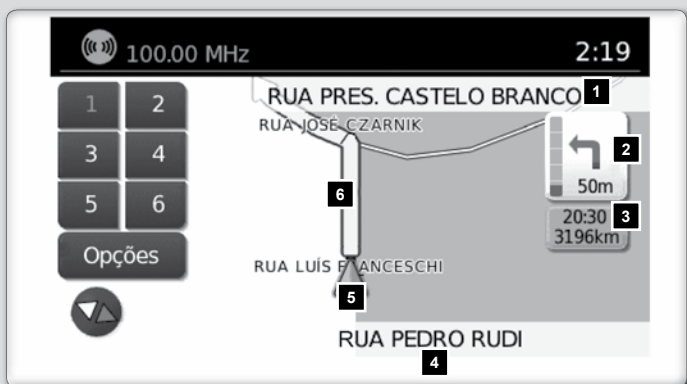 100.00 MHz
2:19
1 2
3 4
5 6
Opções
RUA PRES. CASTELO BRANCO 1
RUA JOSÉ CZARNIK
2
50m
20:30 3
3196km
6
RUA LUÍS FRANCESCHI
5
RUA PEDRO RUDI
4